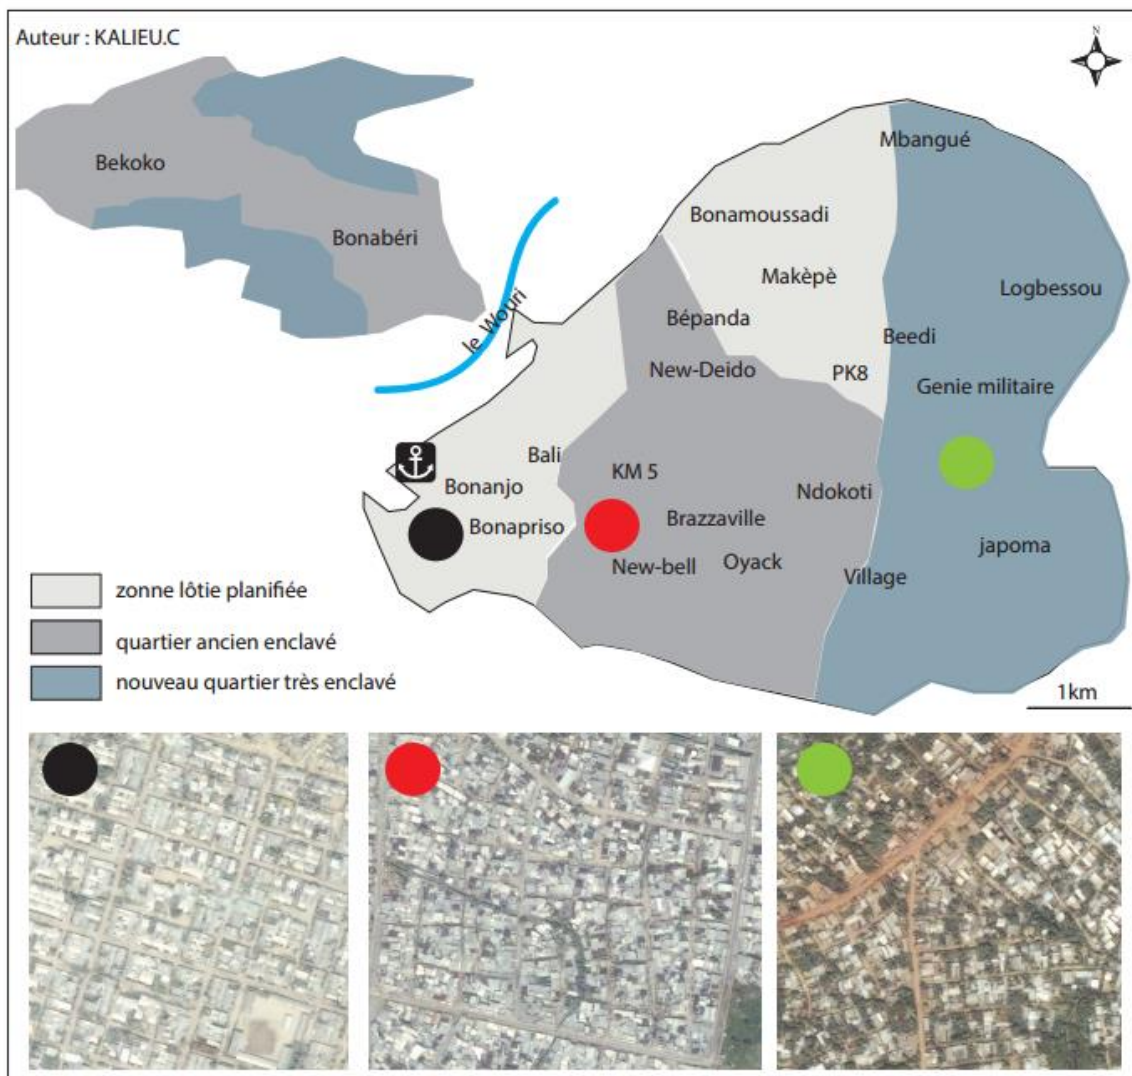 Auteur : KALIEU.C
N
Mbangué
Bekoko
Bonamoussadi
Bonabéri
Makèpè
Logbessou
le Wouri
Bépanda
Beedi
New-Deido
PK8
Genie militaire
Bali
KM 5
Bonanjo
Ndokoti
Bonapriso
Brazzaville
japoma
New-bell
Oyack
Village
zonne lôtie planifiée
quartier ancien enclavé
nouveau quartier très enclavé
1km